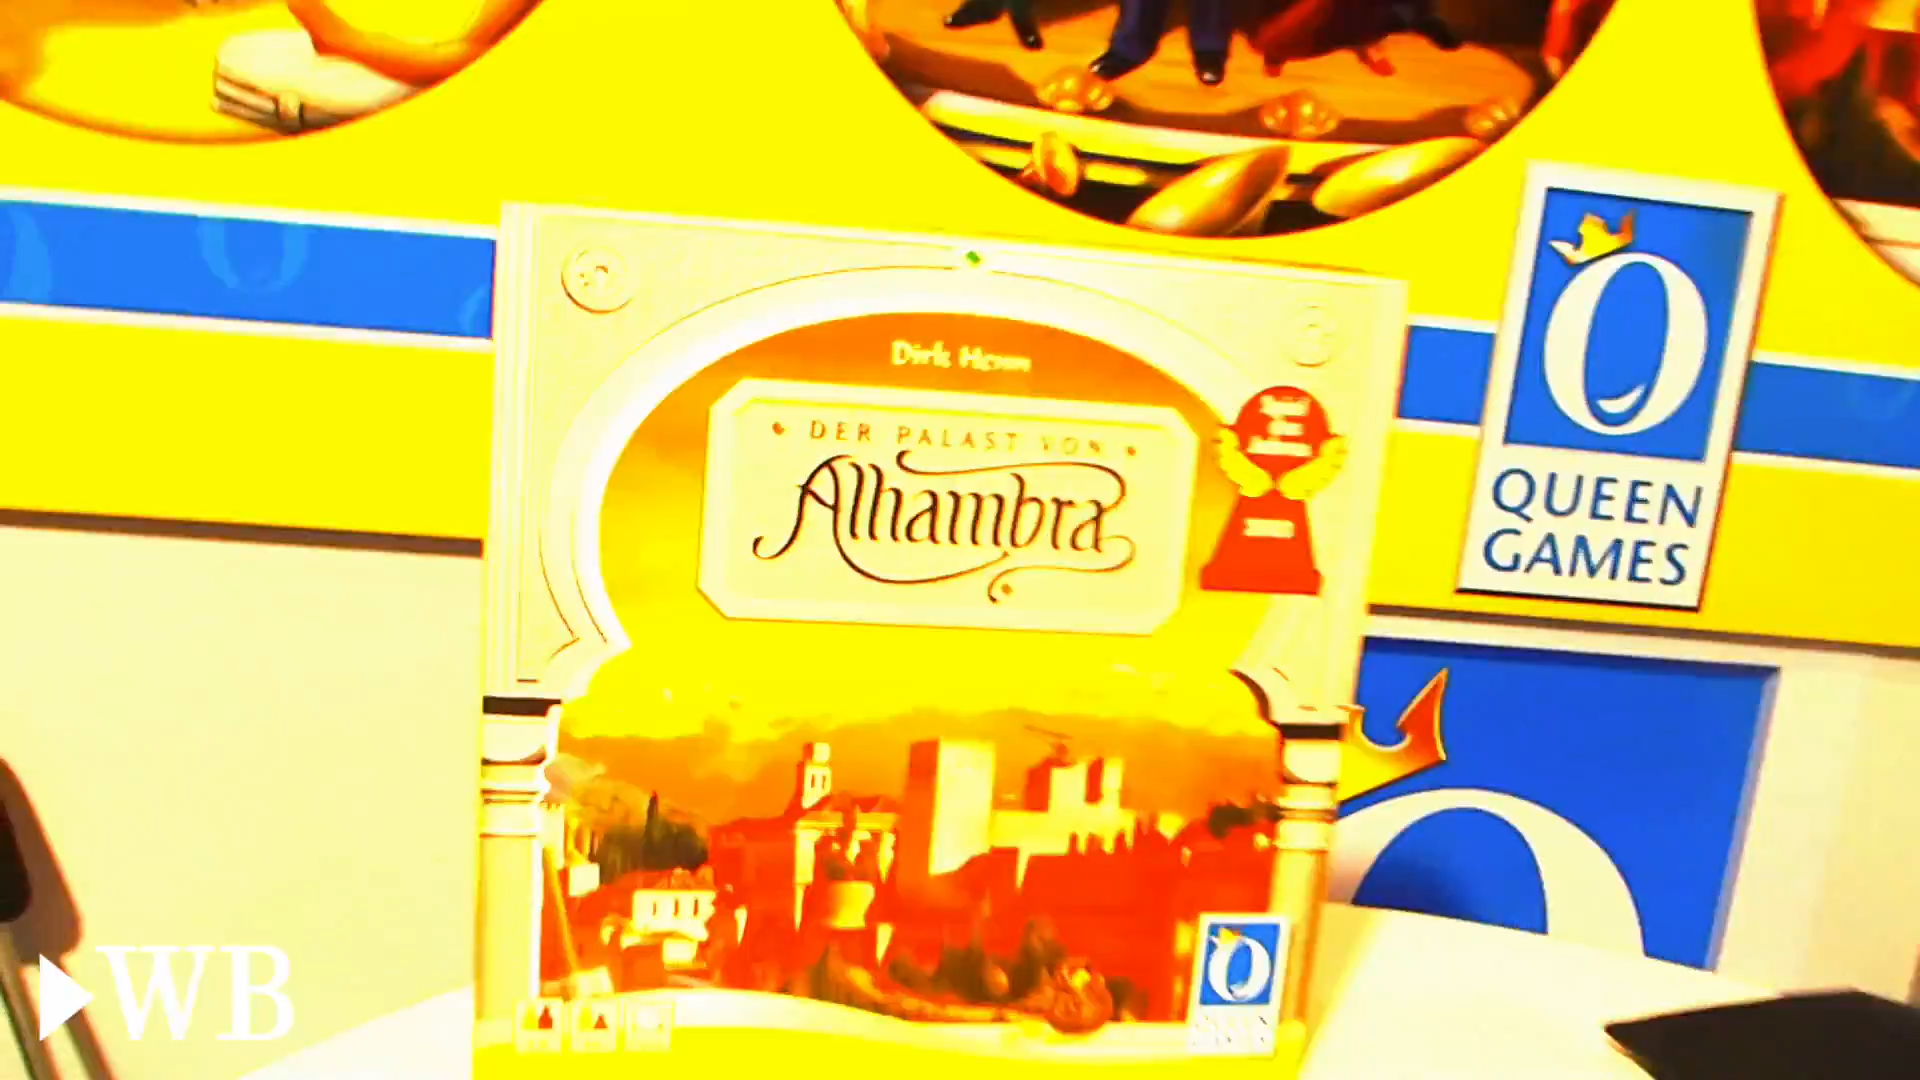 Dirk Henn
DER PALAST VON
Alhambra
QUEEN
GAMES
WB